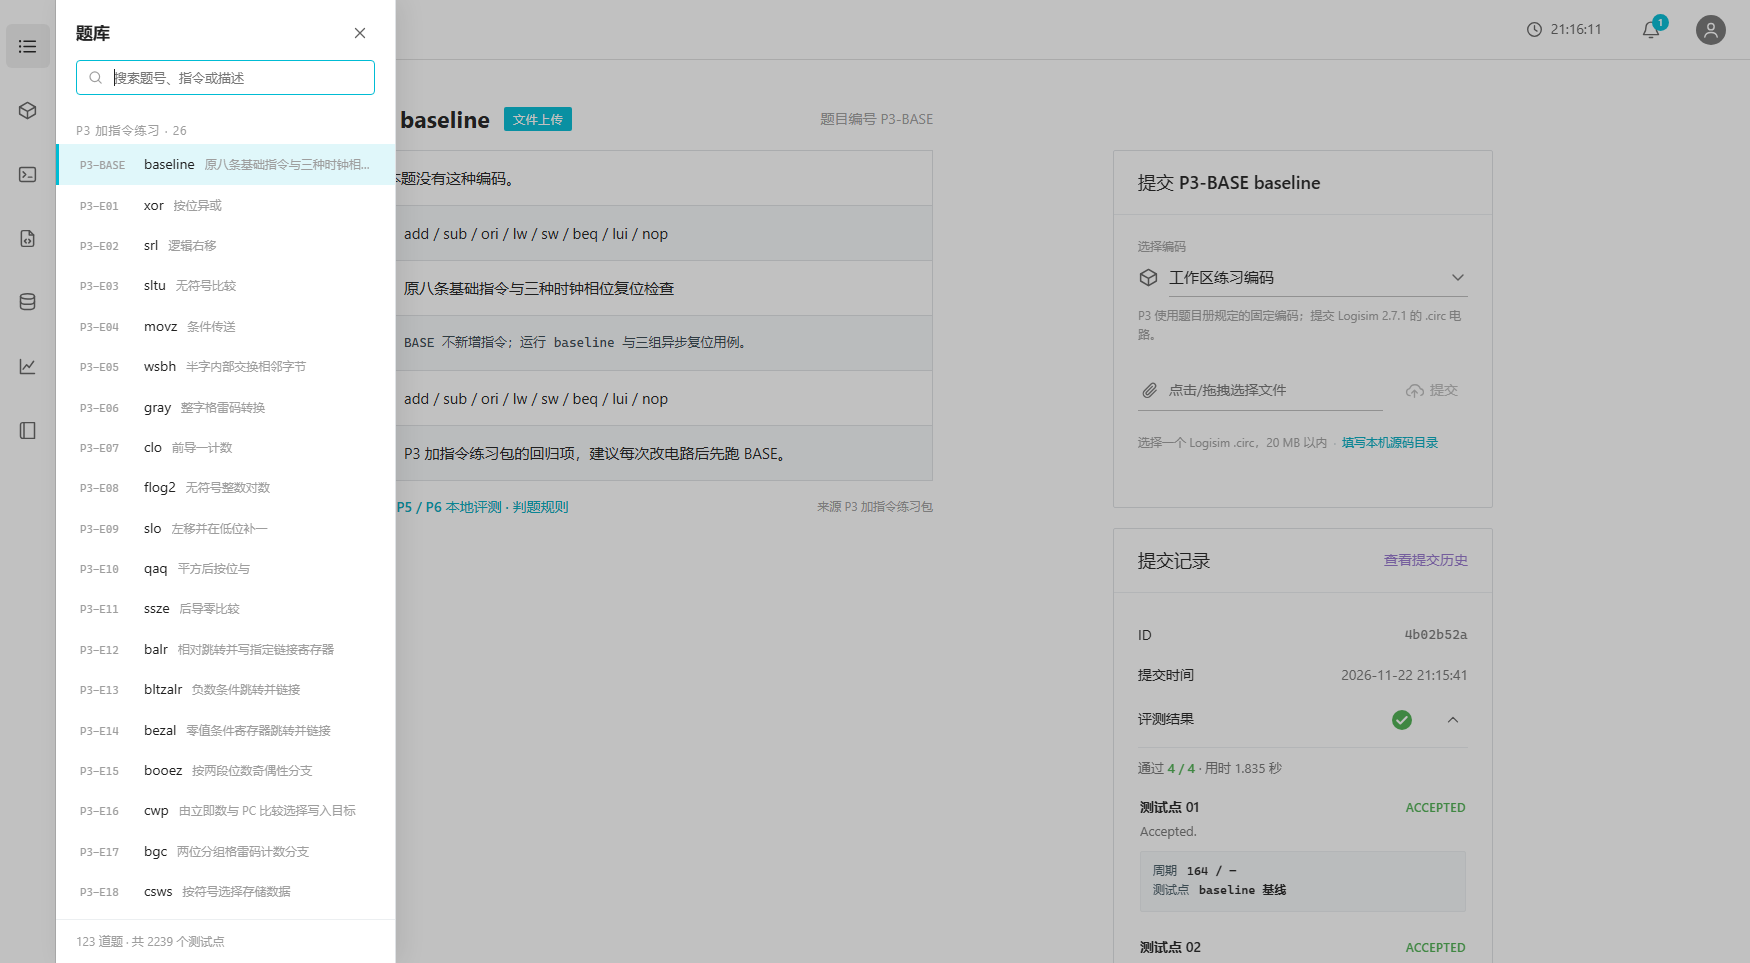 题库
搜索题号、指令或描述
P3 加指令练习 · 26
P3-BASE baseline 原八条基础指令与三种时钟相...
P3-E01 xor 按位异或
P3-E02 srl 逻辑右移
P3-E03 sltu 无符号比较
P3-E04 movz 条件传送
P3-E05 wsbh 半字内部交换相邻字节
P3-E06 gray 整字格雷码转换
P3-E07 clo 前导一计数
P3-E08 flog2 无符号整数对数
P3-E09 slo 左移并在低位补一
P3-E10 qaq 平方后按位与
P3-E11 ssze 后导零比较
P3-E12 balr 相对跳转并写指定链接寄存器
P3-E13 bltzalr 负数条件跳转并链接
P3-E14 bezal 零值条件寄存器跳转并链接
P3-E15 booez 按两段位数奇偶性分支
P3-E16 cwp 由立即数与 PC 比较选择写入目标
P3-E17 bgc 两位分组格雷码计数分支
P3-E18 csws 按符号选择存储数据
123 道题 · 共 2239 个测试点
21:16:11
1
baseline 文件上传
题目编号 P3-BASE
本题没有这种编码。
add / sub / ori / lw / sw / beq / lui / nop
原八条基础指令与三种时钟相位复位检查
BASE 不新增指令；运行 baseline 与三组异步复位用例。
add / sub / ori / lw / sw / beq / lui / nop
P3 加指令练习包的回归项，建议每次改电路后先跑 BASE。
P5 / P6 本地评测 · 判题规则
来源 P3 加指令练习包
提交 P3-BASE baseline
选择编码
工作区练习编码
P3 使用题目册规定的固定编码；提交 Logisim 2.7.1 的 .circ 电
路。
点击/拖拽选择文件
提交
选择一个 Logisim .circ，20 MB 以内 · 填写本机源码目录
提交记录
查看提交历史
ID 4b02b52a
提交时间 2026-11-22 21:15:41
评测结果
通过 4 / 4 · 用时 1.835 秒
测试点 01 ACCEPTED
Accepted.
周期 164 / —
测试点 baseline 基线
测试点 02 ACCEPTED